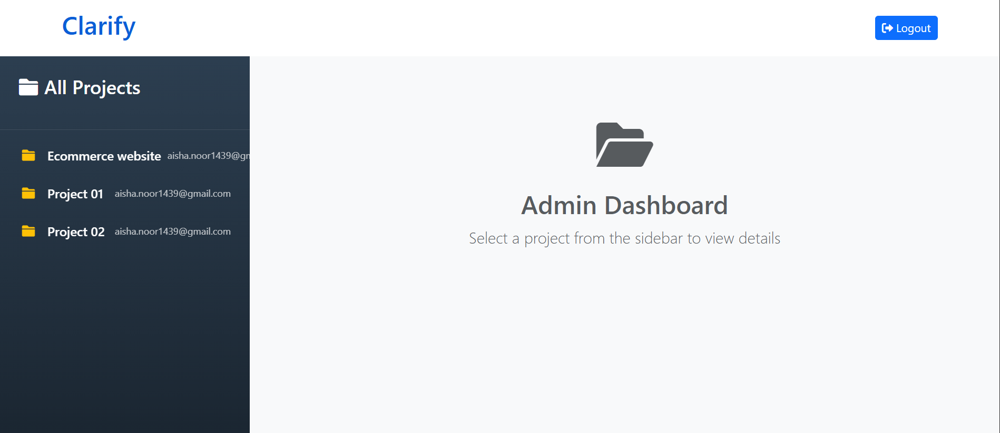 Clarify
Logout
All Projects
Ecommerce website aisha.noor1439@gm
Project 01 aisha.noor1439@gmail.com
Project 02 aisha.noor1439@gmail.com
Admin Dashboard
Select a project from the sidebar to view details